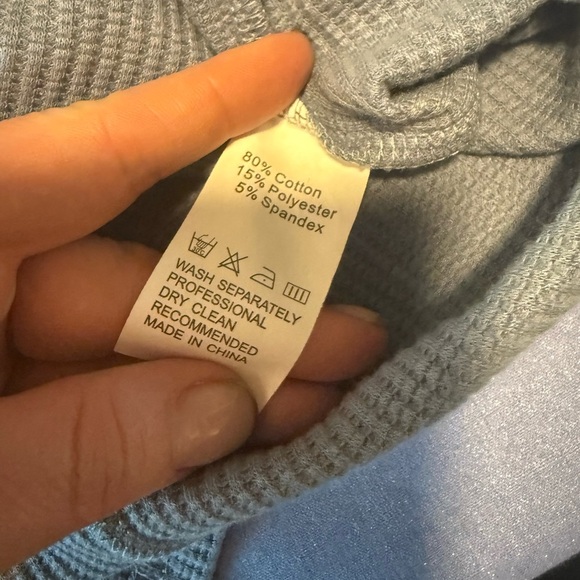 80% Cotton
15% Polyester
5% Spandex
WASH SEPARATELY
PROFESSIONAL
DRY CLEAN
RECOMMENDED
MADE IN CHINA